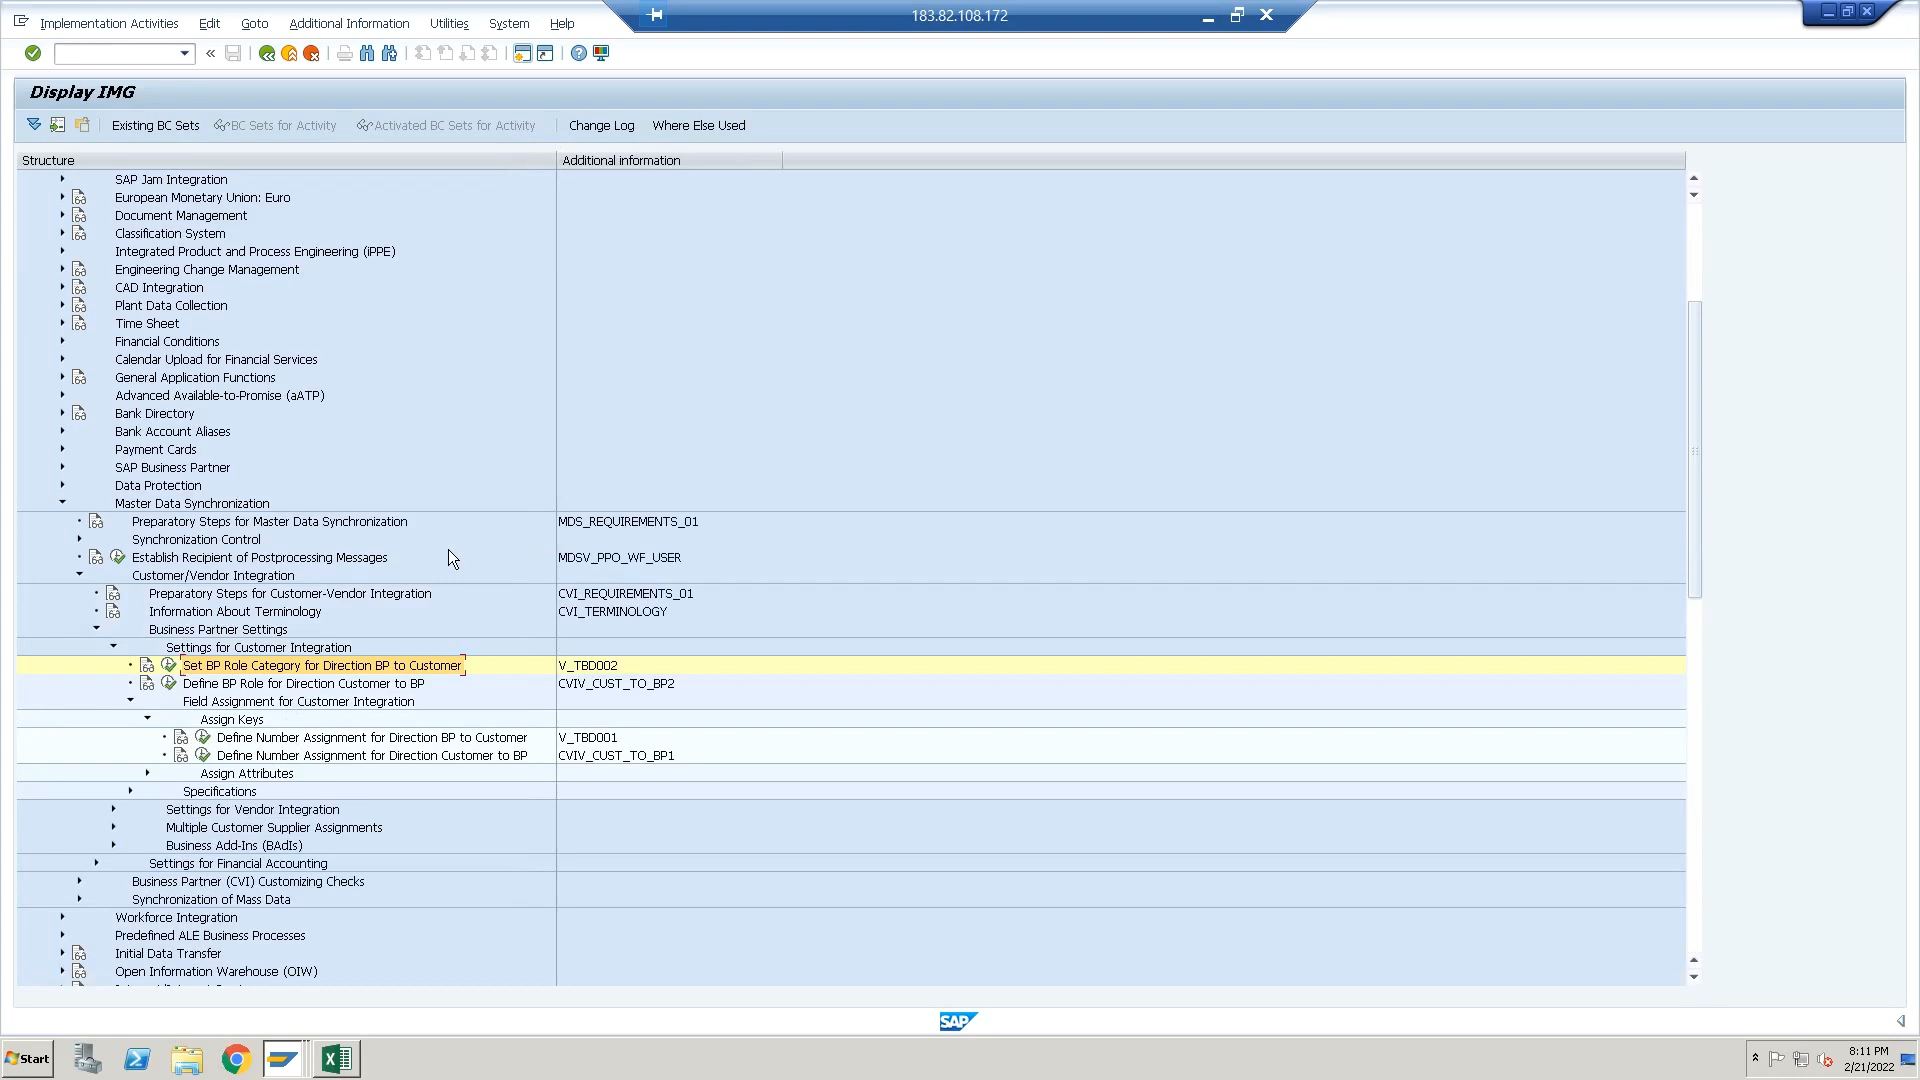 183.82.108.172
Implementation Activities Edit Goto Additional Information Utilities System Help
Display IMG
Existing BC Sets BC Sets for Activity Activated BC Sets for Activity Change Log Where Else Used
Structure Additional information
SAP Jam Integration
European Monetary Union: Euro
Document Management
Classification System
Integrated Product and Process Engineering (iPPE)
Engineering Change Management
CAD Integration
Plant Data Collection
Time Sheet
Financial Conditions
Calendar Upload for Financial Services
General Application Functions
Advanced Available-to-Promise (aATP)
Bank Directory
Bank Account Aliases
Payment Cards
SAP Business Partner
Data Protection
Master Data Synchronization
Preparatory Steps for Master Data Synchronization MDS_REQUIREMENTS_01
Synchronization Control
Establish Recipient of Postprocessing Messages MDSV_PPO_WF_USER
Customer/Vendor Integration
Preparatory Steps for Customer-Vendor Integration CVI_REQUIREMENTS_01
Information About Terminology CVI_TERMINOLOGY
Business Partner Settings
Settings for Customer Integration
Set BP Role Category for Direction BP to Customer V_TBD002
Define BP Role for Direction Customer to BP CVIV_CUST_TO_BP2
Field Assignment for Customer Integration
Assign Keys
Define Number Assignment for Direction BP to Customer V_TBD001
Define Number Assignment for Direction Customer to BP CVIV_CUST_TO_BP1
Assign Attributes
Specifications
Settings for Vendor Integration
Multiple Customer Supplier Assignments
Business Add-Ins (BAdIs)
Settings for Financial Accounting
Business Partner (CVI) Customizing Checks
Synchronization of Mass Data
Workforce Integration
Predefined ALE Business Processes
Initial Data Transfer
Open Information Warehouse (OIW)
SAP
Start
8:11 PM
2/21/2022